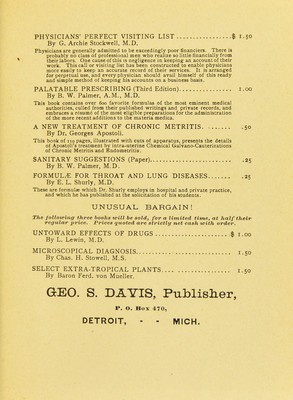 PHYSICIANS' PERFECT VISITING LIST ................$ 1.50
By G. Archie Stockwell, M.D.
Physicians are generally admitted to be exceedingly poor financiers. There is
probably no class of professional men who realize so little financially from
their labors. One cause of this is negligence in keeping an account of their
work. This call or visiting list has been constructed to enable physicians
more easily to keep an accurate record of their services. It is arranged
for perpetual use, and every physician should avail himself of this ready
and simple method of keeping his accounts on a business basis.
PALATABLE PRESCRIBING (Third Edition)................ 1.00
By B. W. Palmer, A.M., M.D.
This book contains over 600 favorite formulas of the most eminent medical
authorities, culled from their published writings and private records, and
embraces a résumé of the most eligible preparations for the administration
of the more recent additions to the materia medica.
A NEW TREATMENT OF CHRONIC METRITIS. ....... .50
By Dr. Georges Apostoli.
This book of 119 pages, illustrated with cuts of apparatus, presents the details
of Apostoli's treatment by intra-uterine Chemical Galvano-Cauterizations
of Chronic Metritis and Endometritis.
SANITARY SUGGESTIONS (Paper)........................ .25
By B. W. Palmer, M.D.
FORMULÆ FOR THROAT AND LUNG DISEASES....... .25
By E. L. Shurly, M.D.
These are formulæ which Dr. Shurly employs in hospital and private practice,
and which he has published at the solicitation of his students.
UNUSUAL BARGAIN!
The following three books will be sold, for a limited time, at half their
regular price. Prices quoted are strictly net cash with order.
UNTOWARD EFFECTS OF DRUGS......................$ 1.00
By L. Lewin, M.D.
MICROSCOPICAL DIAGNOSIS............................ 1.50
By Chas. H. Stowell, M.S.
SELECT EXTRA-TROPICAL PLANTS.... ................ 1.50
By Baron Ferd. von Mueller.
GEO. S. DAVIS, Publisher,
P. O. Box 470,
DETROIT, - - MICH.